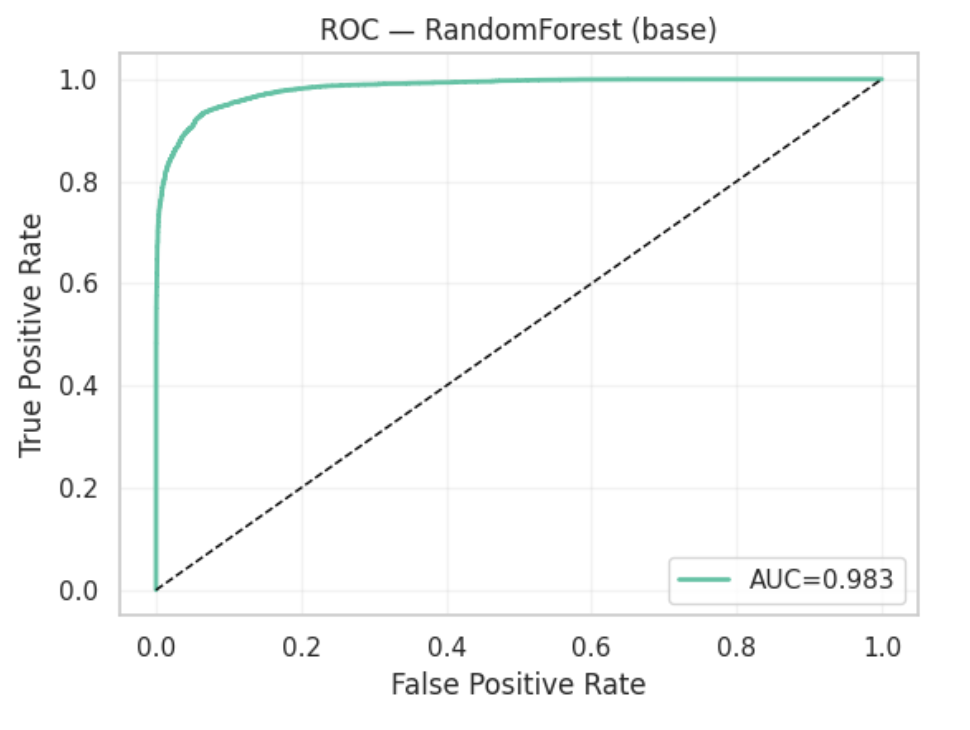 ROC — RandomForest (base)
True Positive Rate
1.0
0.8
0.6
0.4
0.2
0.0
AUC=0.983
0.0 0.2 0.4 0.6 0.8 1.0
False Positive Rate